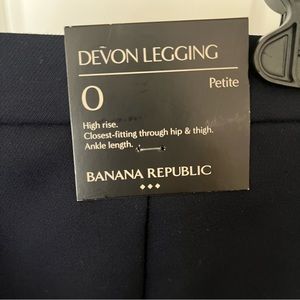 DEVON LEGGING
0
Petite
High rise.
Closest-fitting through hip & thigh.
Ankle length.
BANANA REPUBLIC